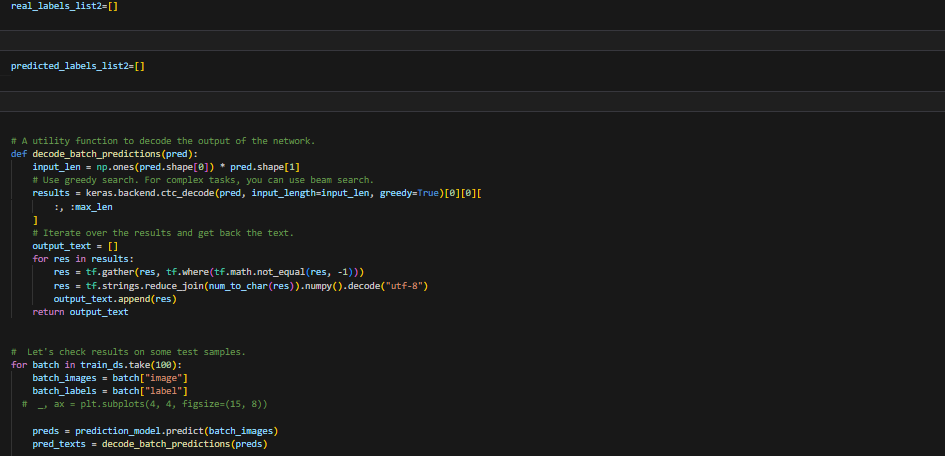 real_labels_list2=[]
predicted_labels_list2=[]
# A utility function to decode the output of the network.
def decode_batch_predictions(pred):
    input_len = np.ones(pred.shape[0]) * pred.shape[1]
    # Use greedy search. For complex tasks, you can use beam search.
    results = keras.backend.ctc_decode(pred, input_length=input_len, greedy=True)[0][0][
        :, :max_len
    ]
    # Iterate over the results and get back the text.
    output_text = []
    for res in results:
        res = tf.gather(res, tf.where(tf.math.not_equal(res, -1)))
        res = tf.strings.reduce_join(num_to_char(res)).numpy().decode("utf-8")
        output_text.append(res)
    return output_text
#  Let's check results on some test samples.
for batch in train_ds.take(100):
    batch_images = batch["image"]
    batch_labels = batch["label"]
  #  _, ax = plt.subplots(4, 4, figsize=(15, 8))
    preds = prediction_model.predict(batch_images)
    pred_texts = decode_batch_predictions(preds)